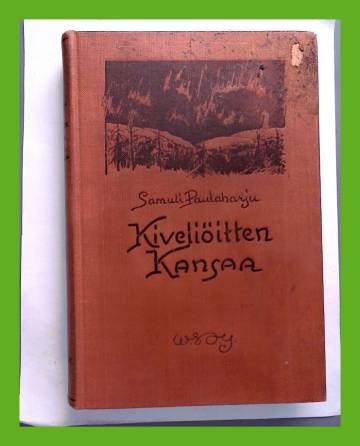 Samuli Paulaharju
Kiveliöitten
Kansaa
WSOY.